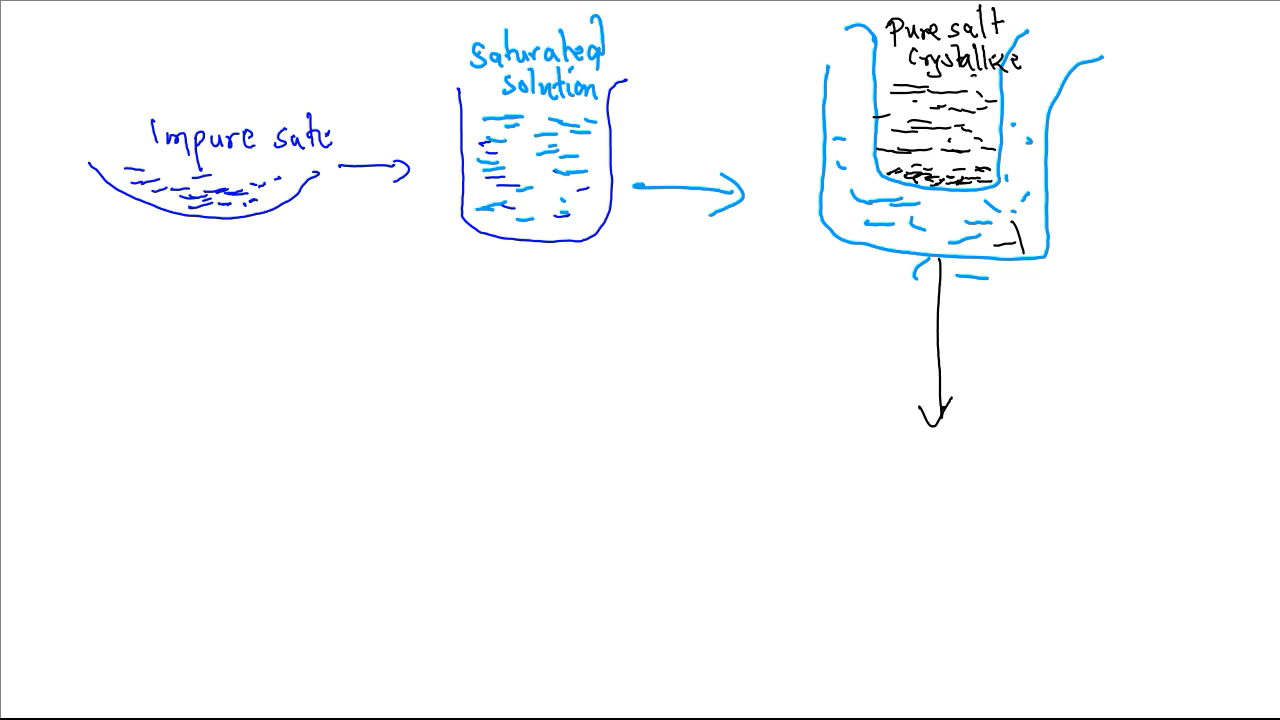 Impure salt
Saturated
solution
Pure salt
Crystallize